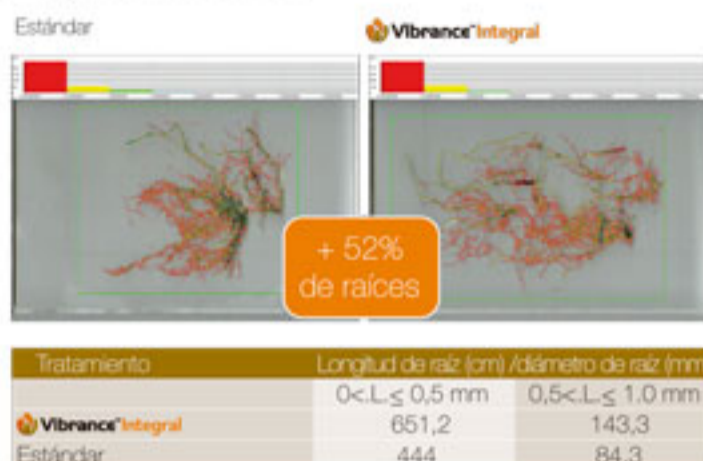 Estándar
Vibrance Integral
+ 52%
de raíces
Tratamiento Longitud de raíz (cm) /diámetro de raíz (mm
0<.L.≤ 0,5 mm 0,5<.L.≤ 1.0 mm
Vibrance Integral 651,2 143,3
Estándar 444 84,3